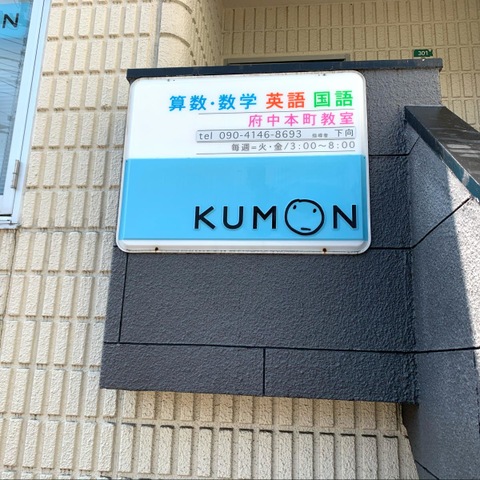 N
301
算数・数学 英語 国語
府中本町教室
tel 090-4146-8693 指導者 下向
毎週=火・金/3:00~8:00
KUMON